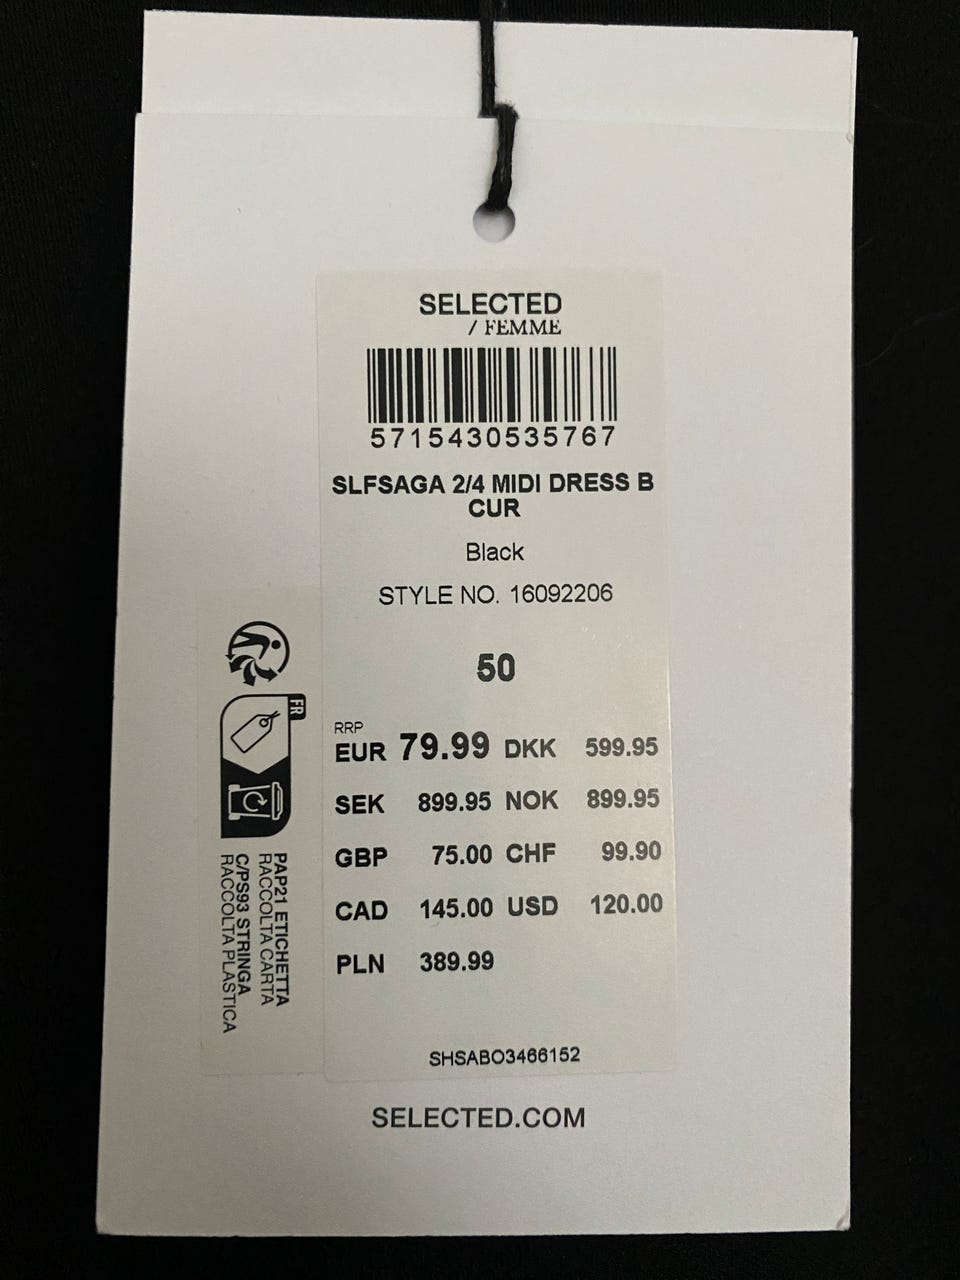 SELECTED
/ FEMME
5715430535767
SLFSAGA 2/4 MIDI DRESS B
CUR
Black
STYLE NO. 16092206
50
RRP
EUR 79.99 DKK 599.95
SEK 899.95 NOK 899.95
GBP 75.00 CHF 99.90
CAD 145.00 USD 120.00
PLN 389.99
SHSABO3466152
SELECTED.COM
FR
PAP21 ETICHETTA
RACCOLTA CARTA
C/PS93 STRINGA
RACCOLTA PLASTICA